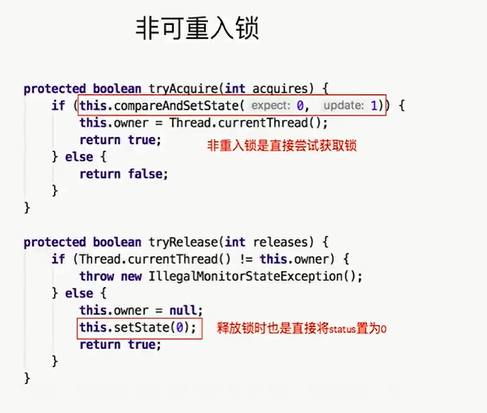 非可重入锁
protected boolean tryAcquire(int acquires) {
if (this.compareAndSetState( expect: 0, update: 1)) {
this.owner = Thread.currentThread();
return true;
非重入锁是直接尝试获取锁
} else {
return false;
}
}
protected boolean tryRelease(int releases) {
if (Thread.currentThread() != this.owner) {
throw new IllegalMonitorStateException();
} else {
this.owner = null;
this.setState(0); 释放锁时也是直接将status置为0
return true;
}
}